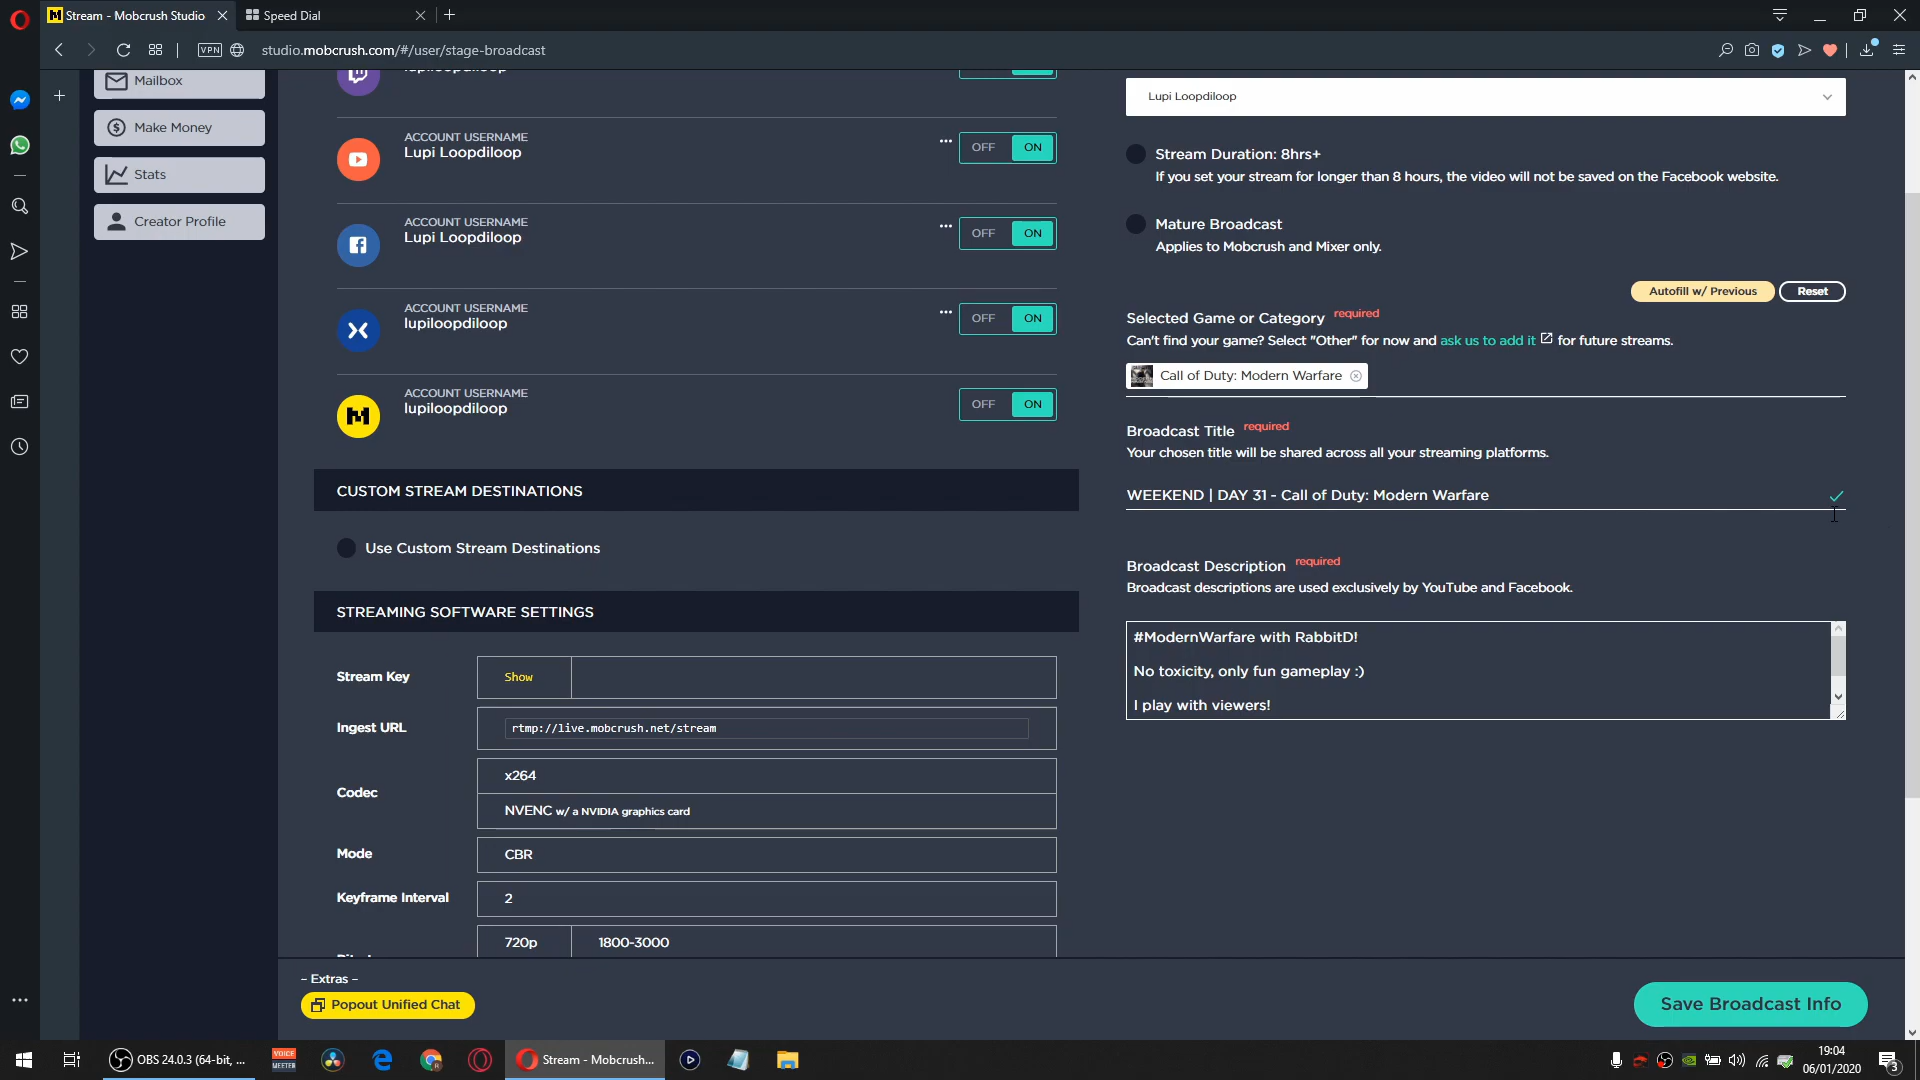 Stream - Mobcrush Studio
Speed Dial
VPN
studio.mobcrush.com/#/user/stage-broadcast
Mailbox
Make Money
Stats
Creator Profile
lupiloopdiloop
ACCOUNT USERNAME
Lupi Loopdiloop
OFF ON
ACCOUNT USERNAME
Lupi Loopdiloop
OFF ON
ACCOUNT USERNAME
lupiloopdiloop
OFF ON
ACCOUNT USERNAME
lupiloopdiloop
OFF ON
CUSTOM STREAM DESTINATIONS
Use Custom Stream Destinations
STREAMING SOFTWARE SETTINGS
Stream Key
Show
Ingest URL
rtmp://live.mobcrush.net/stream
Codec
x264
NVENC w/ a NVIDIA graphics card
Mode
CBR
Keyframe Interval
2
720p
1800-3000
Lupi Loopdiloop
Stream Duration: 8hrs+
If you set your stream for longer than 8 hours, the video will not be saved on the Facebook website.
Mature Broadcast
Applies to Mobcrush and Mixer only.
Autofill w/ Previous
Reset
Selected Game or Category required
Can't find your game? Select "Other" for now and ask us to add it for future streams.
Call of Duty: Modern Warfare
Broadcast Title required
Your chosen title will be shared across all your streaming platforms.
WEEKEND | DAY 31 - Call of Duty: Modern Warfare
Broadcast Description required
Broadcast descriptions are used exclusively by YouTube and Facebook.
#ModernWarfare with RabbitD!
No toxicity, only fun gameplay :)
I play with viewers!
- Extras -
Popout Unified Chat
Save Broadcast Info
OBS 24.0.3 (64-bit, ...
VOICE
MEETER
Stream - Mobcrush...
19:04
06/01/2020
3